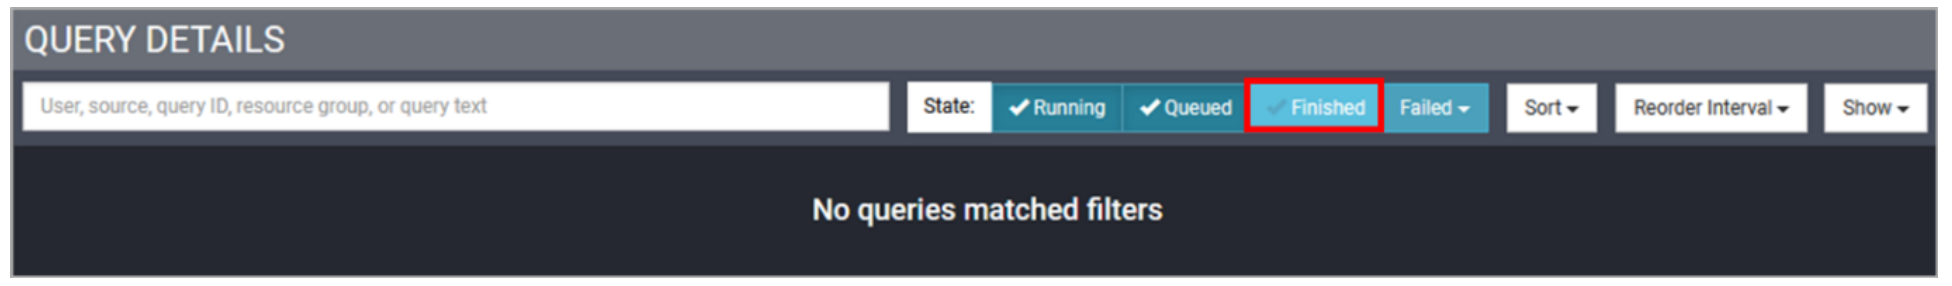 QUERY DETAILS
User, source, query ID, resource group, or query text State: Running Queued Finished Failed Sort Reorder Interval Show
No queries matched filters